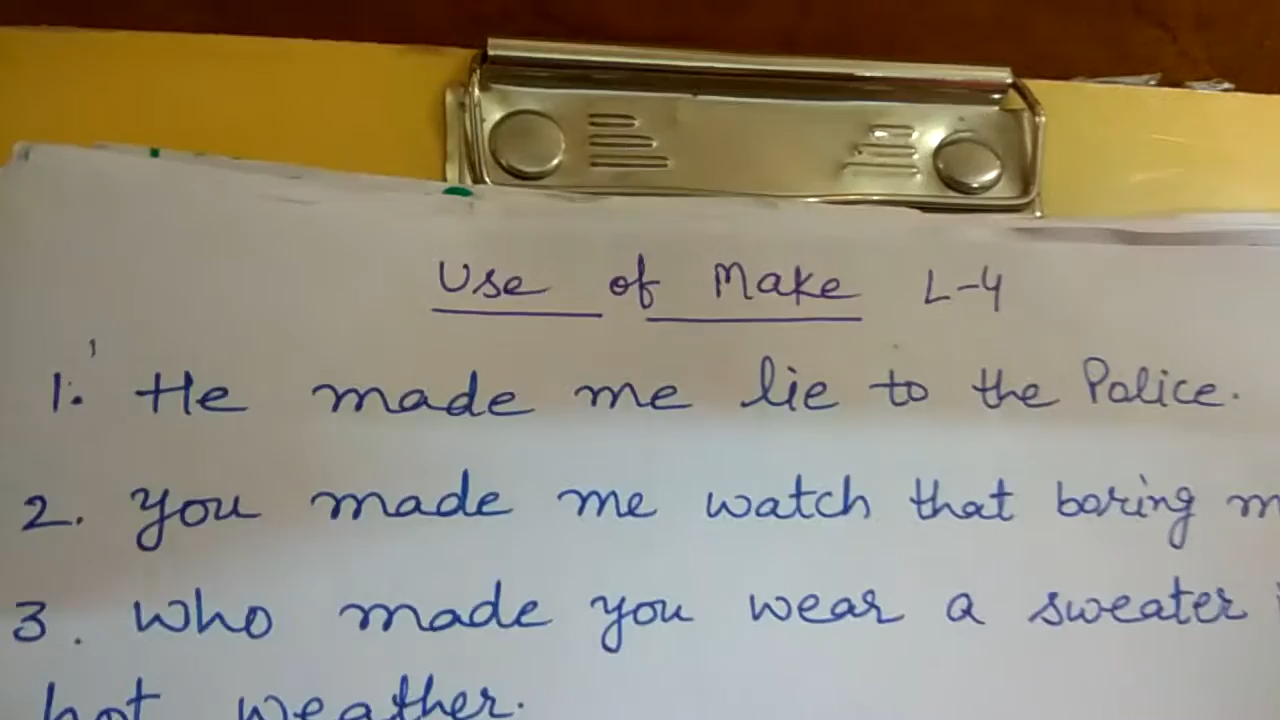 Use of Make L-4
1. He made me lie to the Police.
2. You made me watch that boring
3. Who made you wear a sweater
hot weather.